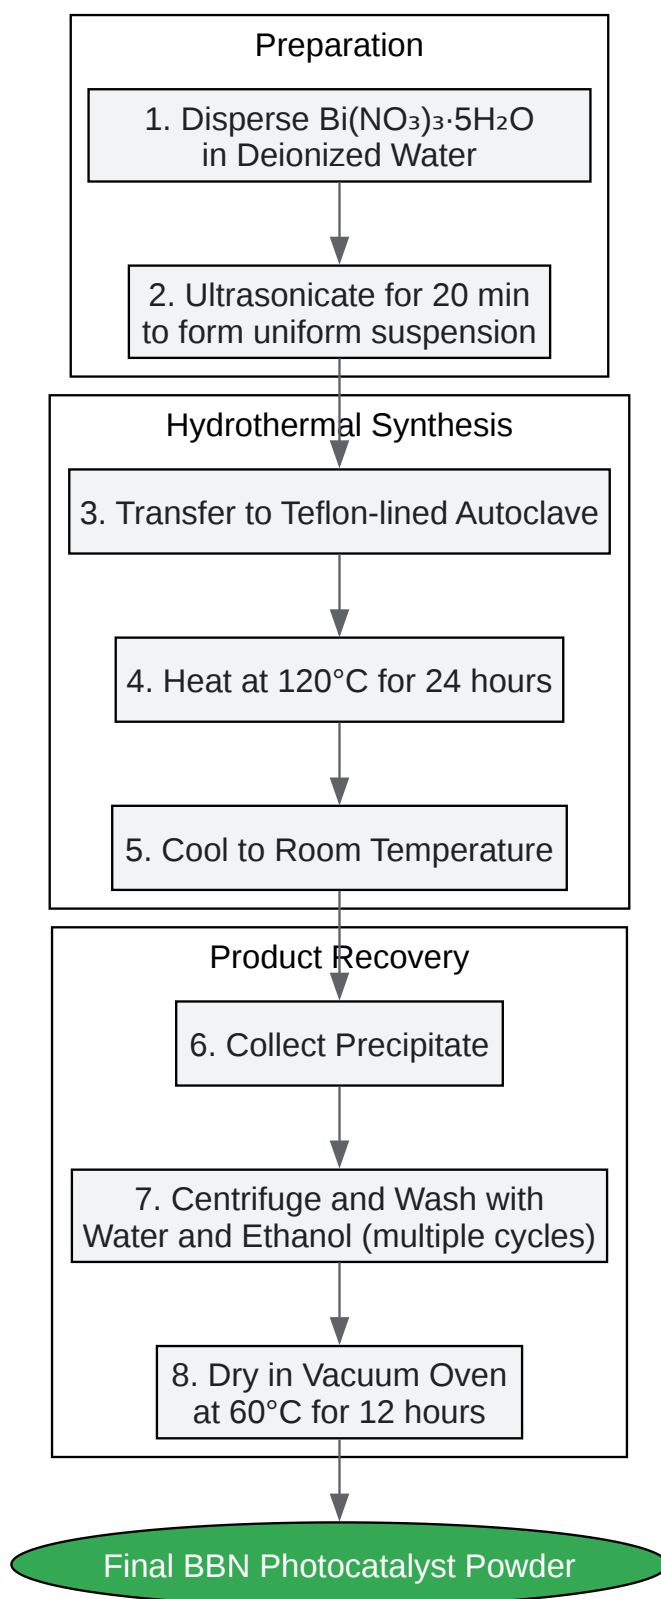 Preparation
1. Disperse Bi(NO₃)₃·5H₂O
in Deionized Water
2. Ultrasonicate for 20 min
to form uniform suspension
Hydrothermal Synthesis
3. Transfer to Teflon-lined Autoclave
4. Heat at 120°C for 24 hours
5. Cool to Room Temperature
Product Recovery
6. Collect Precipitate
7. Centrifuge and Wash with
Water and Ethanol (multiple cycles)
8. Dry in Vacuum Oven
at 60°C for 12 hours
Final BBN Photocatalyst Powder